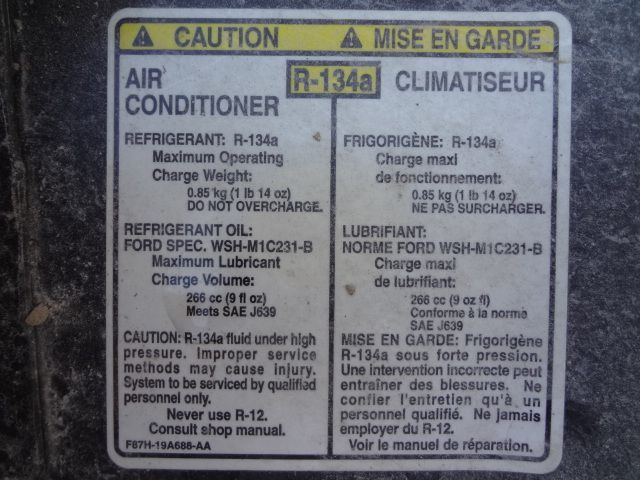 CAUTION
MISE EN GARDE
R-134a
AIR
CONDITIONER
REFRIGERANT: R-134a
Maximum Operating
Charge Weight:
0.85 kg (1 lb 14 oz)
DO NOT OVERCHARGE.
REFRIGERANT OIL:
FORD SPEC. WSH-M1C231-B
Maximum Lubricant
Charge Volume:
266 cc (9 fl oz)
Meets SAE J639
CAUTION: R-134a fluid under high
pressure. Improper service
methods may cause injury.
System to be serviced by qualified
personnel only.
Never use R-12.
Consult shop manual.
F87H-19A688-AA
CLIMATISEUR
FRIGORIGÈNE: R-134a
Charge maxi
de fonctionnement:
0.85 kg (1 lb 14 oz)
NE PAS SURCHARGER.
LUBRIFIANT:
NORME FORD WSH-M1C231-B
Charge maxi
de lubrifiant:
266 cc (9 oz fl)
Conforme à la norme
SAE J639
MISE EN GARDE: Frigorigène
R-134a sous forte pression.
Une intervention incorrecte peut
entraîner des blessures. Ne
confier l'entretien qu'à un
personnel qualifié. Ne jamais
employer du R-12.
Voir le manuel de réparation.